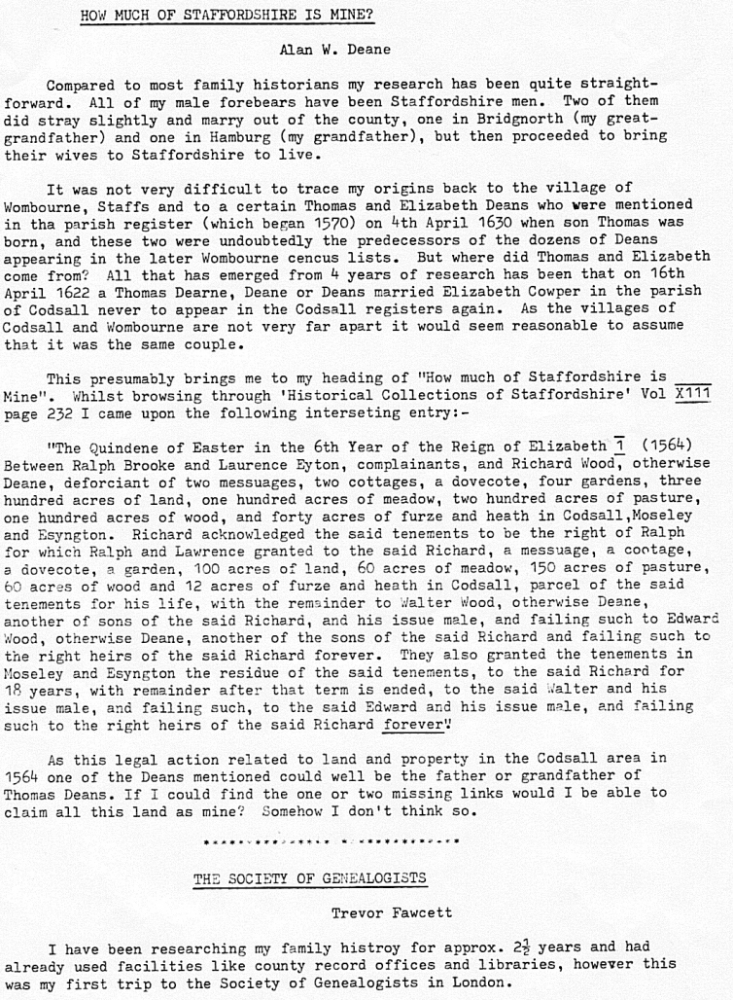 HOW MUCH OF STAFFORDSHIRE IS MINE?
Alan W. Deane
Compared to most family historians my research has been quite straight-
forward. All of my male forebears have been Staffordshire men. Two of them
did stray slightly and marry out of the county, one in Bridgnorth (my great-
grandfather) and one in Hamburg (my grandfather), but then proceeded to bring
their wives to Staffordshire to live.
It was not very difficult to trace my origins back to the village of
Wombourne, Staffs and to a certain Thomas and Elizabeth Deans who were mentioned
in tha parish register (which began 1570) on 4th April 1630 when son Thomas was
born, and these two were undoubtedly the predecessors of the dozens of Deans
appearing in the later Wombourne cencus lists. But where did Thomas and Elizabeth
come from? All that has emerged from 4 years of research has been that on 16th
April 1622 a Thomas Dearne, Deane or Deans married Elizabeth Cowper in the parish
of Codsall never to appear in the Codsall registers again. As the villages of
Codsall and Wombourne are not very far apart it would seem reasonable to assume
that it was the same couple.
This presumably brings me to my heading of "How much of Staffordshire is
Mine". Whilst browsing through 'Historical Collections of Staffordshire' Vol X111
page 232 I came upon the following interseting entry:-
"The Quindene of Easter in the 6th Year of the Reign of Elizabeth 1 (1564)
Between Ralph Brooke and Laurence Eyton, complainants, and Richard Wood, otherwise
Deane, deforciant of two messuages, two cottages, a dovecote, four gardens, three
hundred acres of land, one hundred acres of meadow, two hundred acres of pasture,
one hundred acres of wood, and forty acres of furze and heath in Codsall,Moseley
and Esyngton. Richard acknowledged the said tenements to be the right of Ralph
for which Ralph and Lawrence granted to the said Richard, a messuage, a cootage,
a dovecote, a garden, 100 acres of land, 60 acres of meadow, 150 acres of pasture,
60 acres of wood and 12 acres of furze and heath in Codsall, parcel of the said
tenements for his life, with the remainder to Walter Wood, otherwise Deane,
another of sons of the said Richard, and his issue male, and failing such to Edward
Wood, otherwise Deane, another of the sons of the said Richard and failing such to
the right heirs of the said Richard forever. They also granted the tenements in
Moseley and Esyngton the residue of the said tenements, to the said Richard for
18 years, with remainder after that term is ended, to the said Walter and his
issue male, and failing such, to the said Edward and his issue male, and failing
such to the right heirs of the said Richard forever"!
As this legal action related to land and property in the Codsall area in
1564 one of the Deans mentioned could well be the father or grandfather of
Thomas Deans. If I could find the one or two missing links would I be able to
claim all this land as mine? Somehow I don't think so.
THE SOCIETY OF GENEALOGISTS
Trevor Fawcett
I have been researching my family histroy for approx. 2½ years and had
already used facilities like county record offices and libraries, however this
was my first trip to the Society of Genealogists in London.